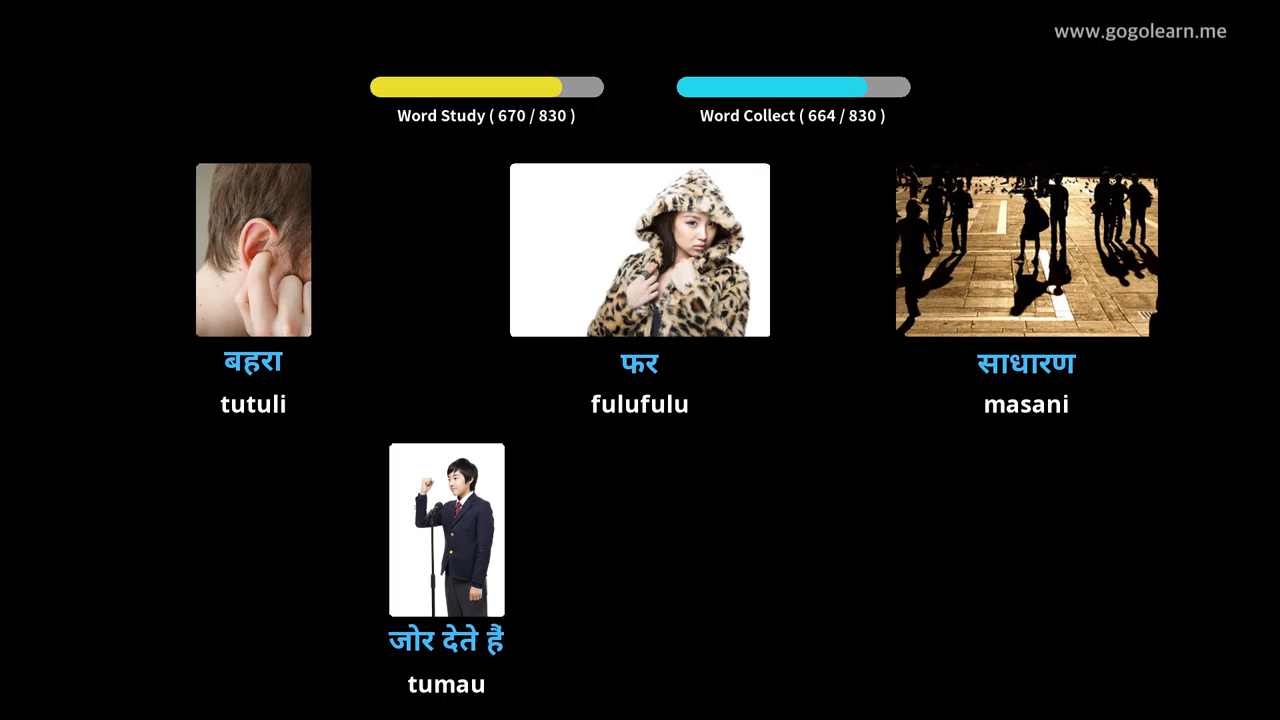 www.gogolearn.me
Word Study ( 670 / 830 )
Word Collect ( 664 / 830 )
बहरा
tutuli
फर
fulufulu
साधारण
masani
जोर देते हैं
tumau